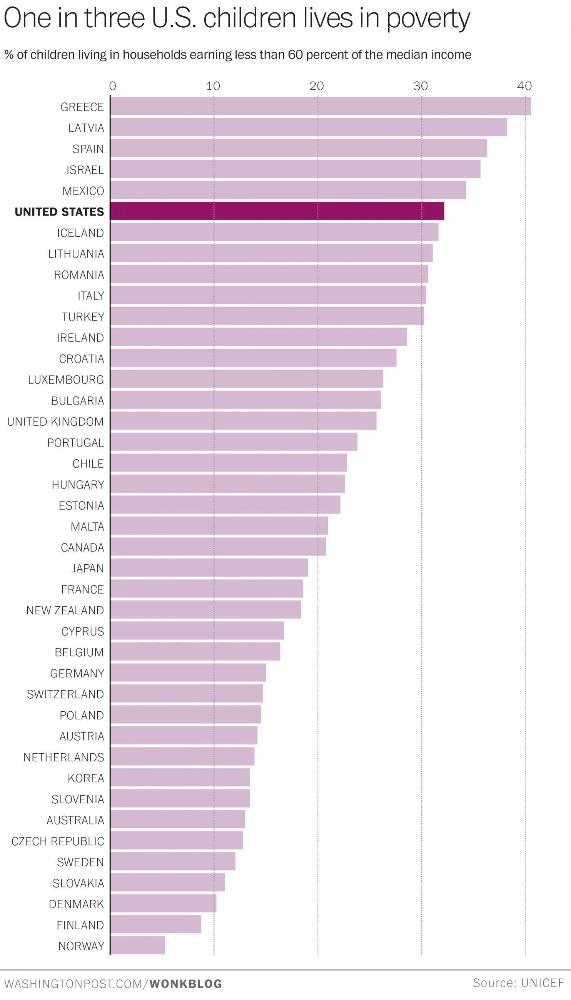 One in three U.S. children lives in poverty
% of children living in households earning less than 60 percent of the median income
0 10 20 30 40
GREECE
LATVIA
SPAIN
ISRAEL
MEXICO
UNITED STATES
ICELAND
LITHUANIA
ROMANIA
ITALY
TURKEY
IRELAND
CROATIA
LUXEMBOURG
BULGARIA
UNITED KINGDOM
PORTUGAL
CHILE
HUNGARY
ESTONIA
MALTA
CANADA
JAPAN
FRANCE
NEW ZEALAND
CYPRUS
BELGIUM
GERMANY
SWITZERLAND
POLAND
AUSTRIA
NETHERLANDS
KOREA
SLOVENIA
AUSTRALIA
CZECH REPUBLIC
SWEDEN
SLOVAKIA
DENMARK
FINLAND
NORWAY
WASHINGTONPOST.COM/WONKBLOG Source: UNICEF